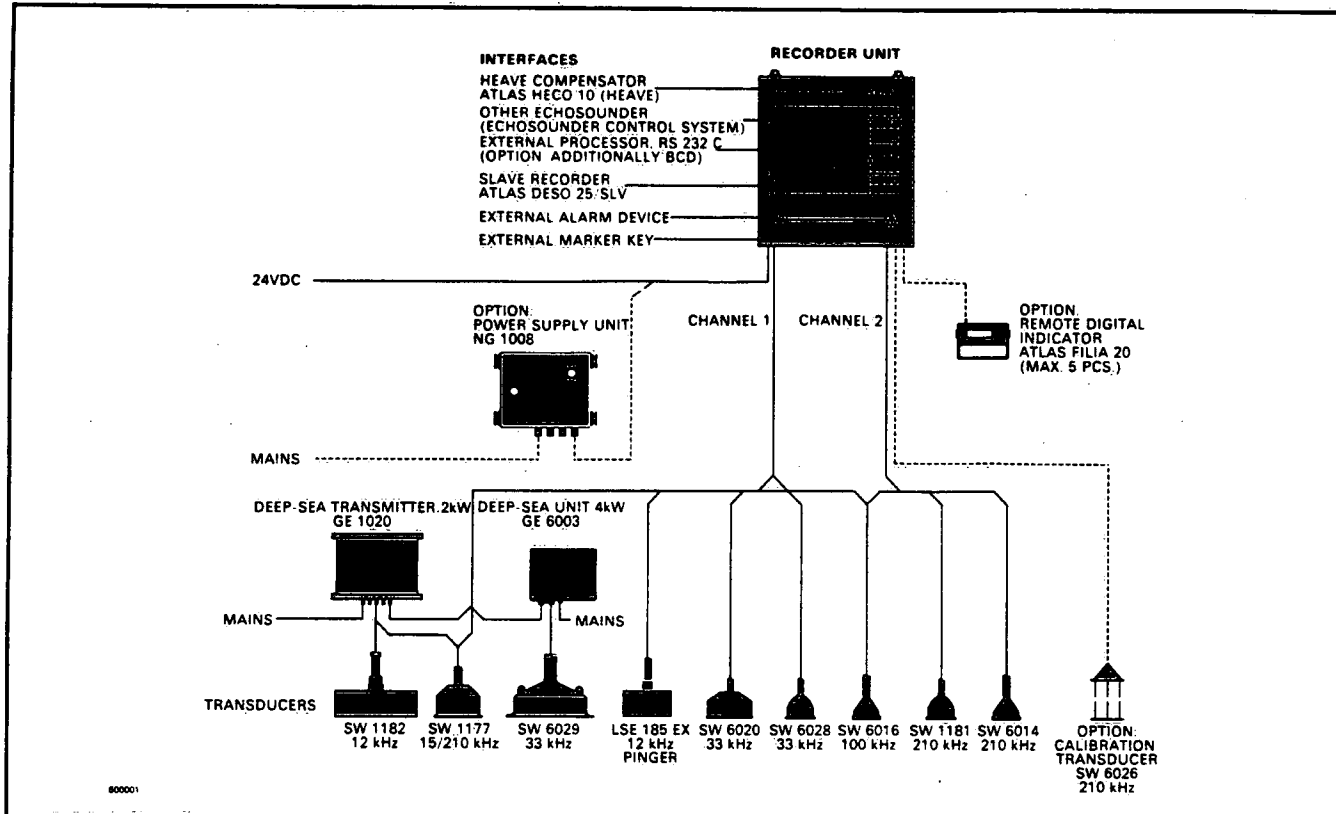 INTERFACES
RECORDER UNIT
HEAVE COMPENSATOR
ATLAS HECO 10 (HEAVE)
OTHER ECHOSOUNDER
(ECHOSOUNDER CONTROL SYSTEM)
EXTERNAL PROCESSOR. RS 232 C
(OPTION ADDITIONALLY BCD)
SLAVE RECORDER
ATLAS DESO 25/SLV
EXTERNAL ALARM DEVICE
EXTERNAL MARKER KEY
24VDC
OPTION:
POWER SUPPLY UNIT
NG 1008
CHANNEL 1
CHANNEL 2
OPTION.
REMOTE DIGITAL
INDICATOR
ATLAS FILIA 20
(MAX. 5 PCS.)
MAINS
DEEP-SEA TRANSMITTER.2kW
GE 1020
DEEP-SEA UNIT 4kW
GE 6003
MAINS
MAINS
TRANSDUCERS
SW 1182
12 kHz
SW 1177
15/210 kHz
SW 6029
33 kHz
LSE 185 EX
12 kHz
PINGER
SW 6020
33 kHz
SW 6028
33 kHz
SW 6016
100 kHz
SW 1181
210 kHz
SW 6014
210 kHz
OPTION:
CALIBRATION
TRANSDUCER
SW 6026
210 kHz
600001